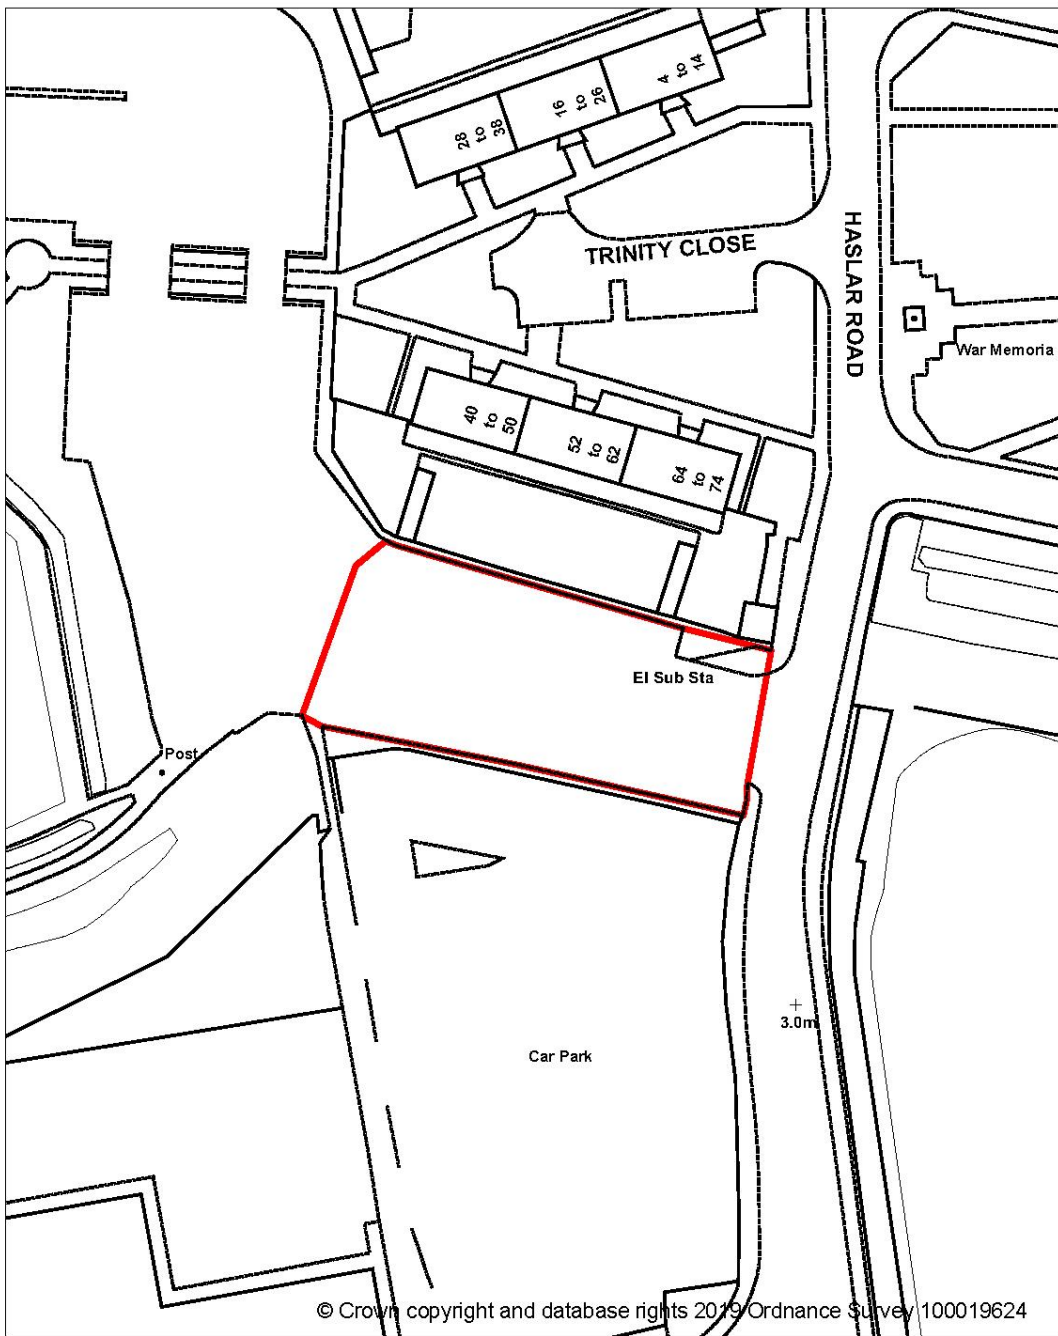 4
to
14
16
to
26
28
to
38
TRINITY CLOSE
HASLAR ROAD
War Memoria
40
to
50
52
to
62
64
to
74
El Sub Sta
Post
3.0m
Car Park
© Crown copyright and database rights 2019 Ordnance Survey 100019624